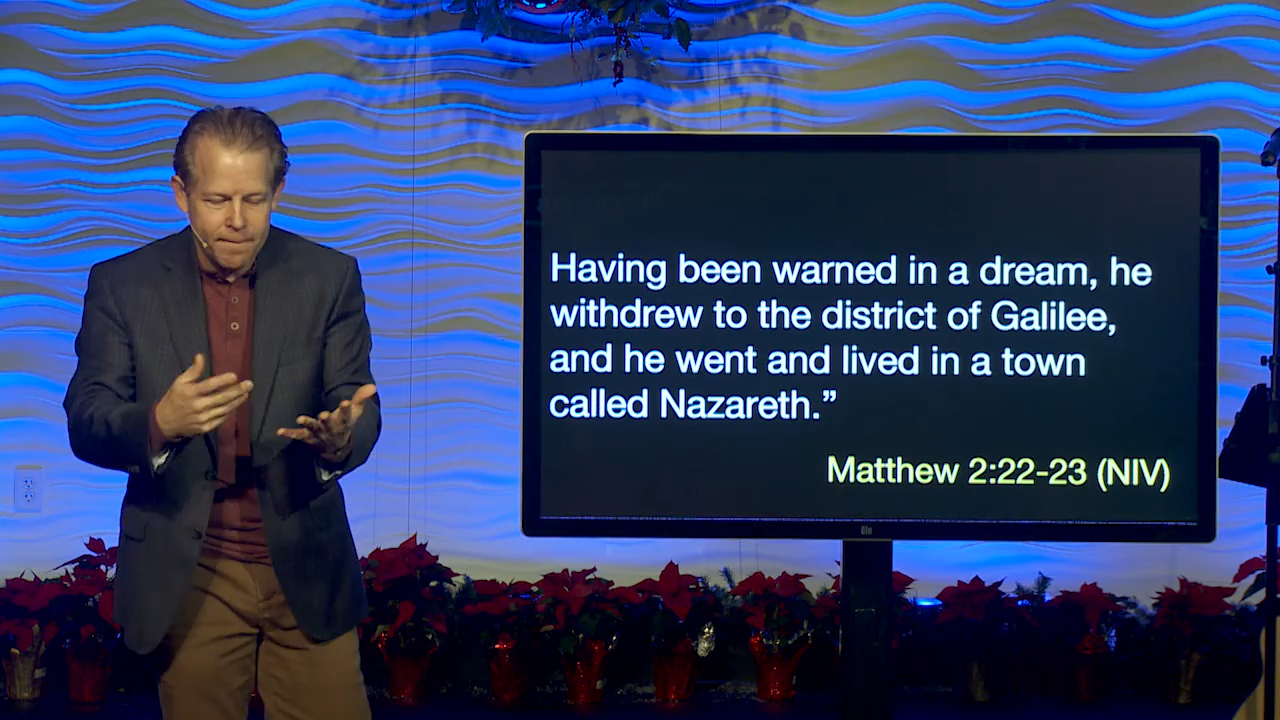 Having been warned in a dream, he
withdrew to the district of Galilee,
and he went and lived in a town
called Nazareth.”
Matthew 2:22-23 (NIV)
elo